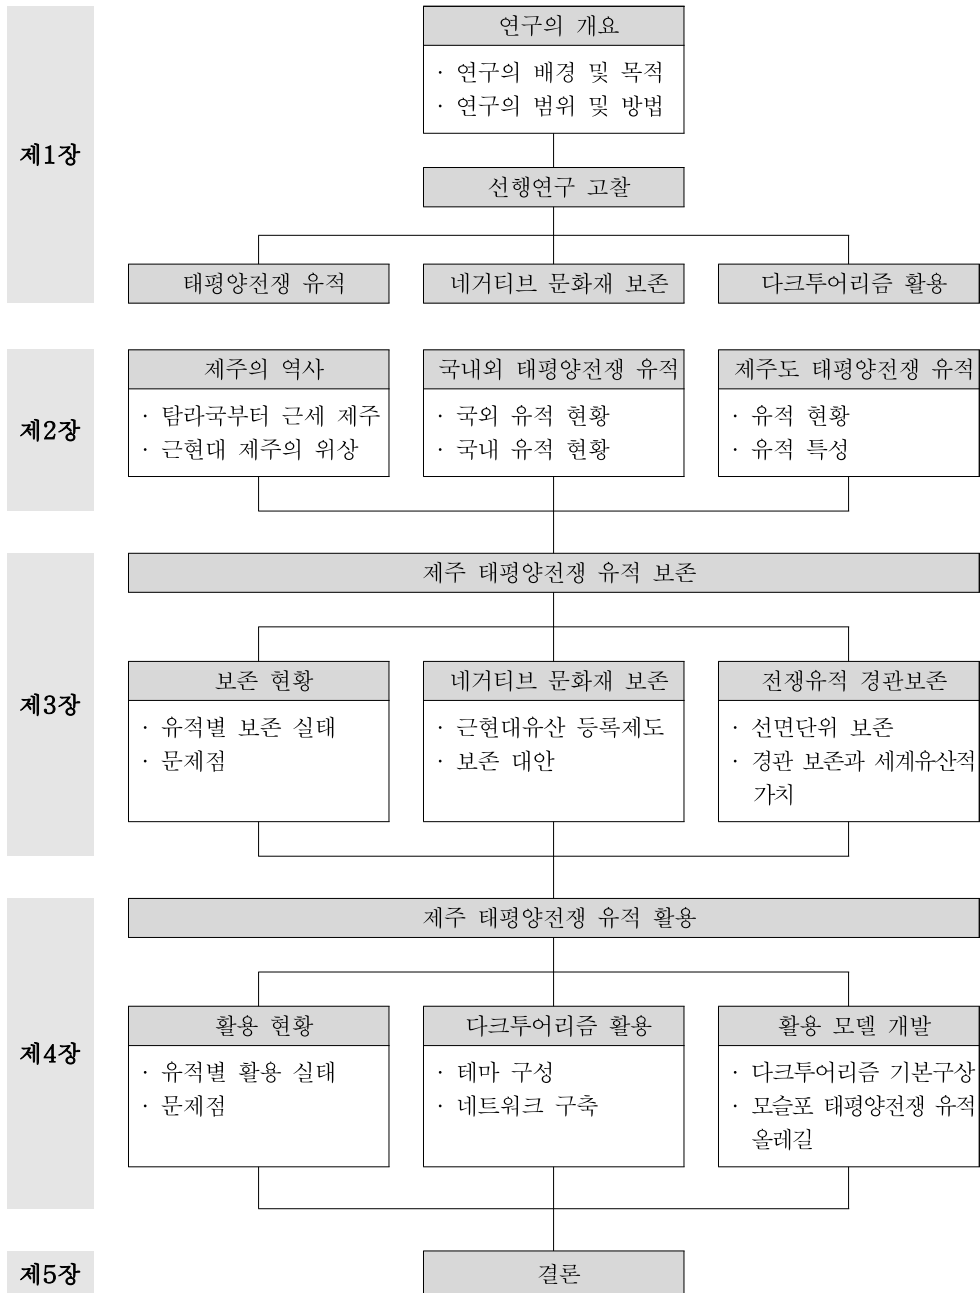 제1장
연구의 개요
· 연구의 배경 및 목적
· 연구의 범위 및 방법
선행연구 고찰
태평양전쟁 유적
네거티브 문화재 보존
다크투어리즘 활용
제2장
제주의 역사
· 탐라국부터 근세 제주
· 근현대 제주의 위상
국내외 태평양전쟁 유적
· 국외 유적 현황
· 국내 유적 현황
제주도 태평양전쟁 유적
· 유적 현황
· 유적 특성
제3장
제주 태평양전쟁 유적 보존
보존 현황
· 유적별 보존 실태
· 문제점
네거티브 문화재 보존
· 근현대유산 등록제도
· 보존 대안
전쟁유적 경관보존
· 선면단위 보존
· 경관 보존과 세계유산적
가치
제4장
제주 태평양전쟁 유적 활용
활용 현황
· 유적별 활용 실태
· 문제점
다크투어리즘 활용
· 테마 구성
· 네트워크 구축
활용 모델 개발
· 다크투어리즘 기본구상
· 모슬포 태평양전쟁 유적
올레길
제5장
결론